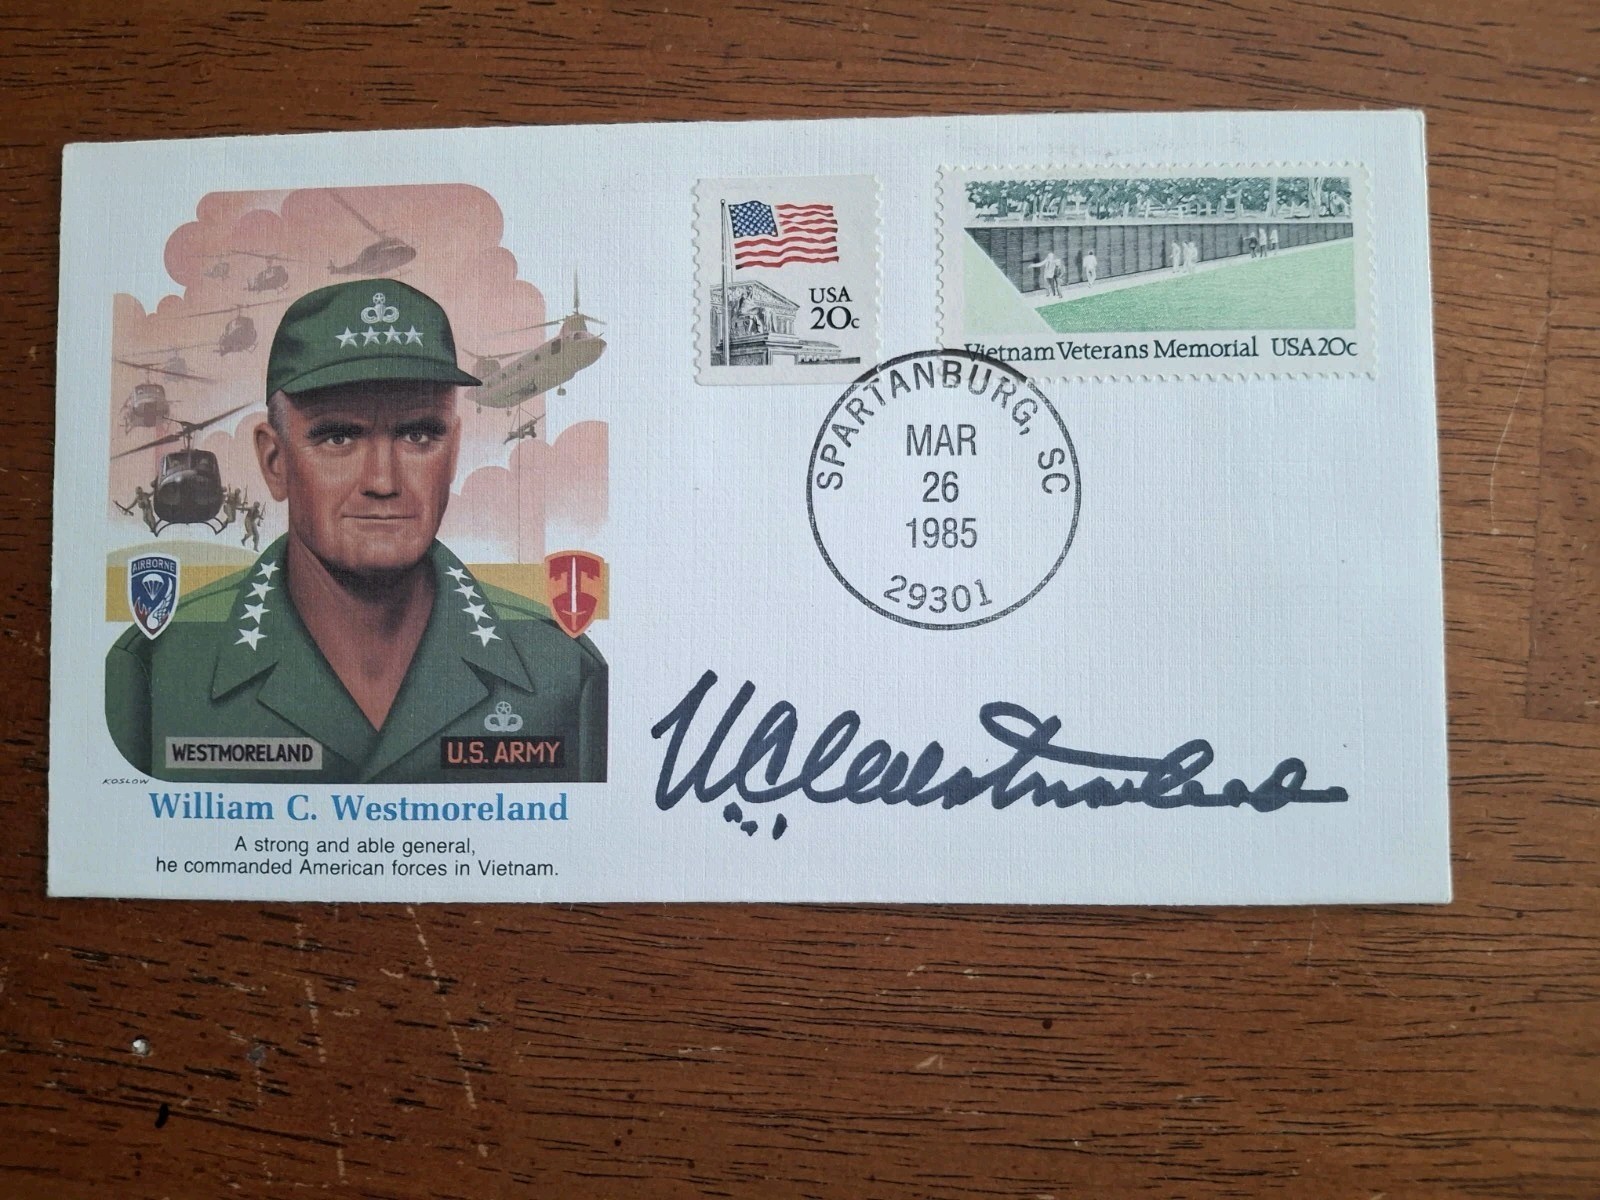 USA
20c
Vietnam Veterans Memorial USA 20c
SPARTANBURG, SC
MAR
26
1985
29301
AIRBORNE
WESTMORELAND
U.S. ARMY
KOSLOW
William C. Westmoreland
A strong and able general,
he commanded American forces in Vietnam.
W.C. Westmoreland